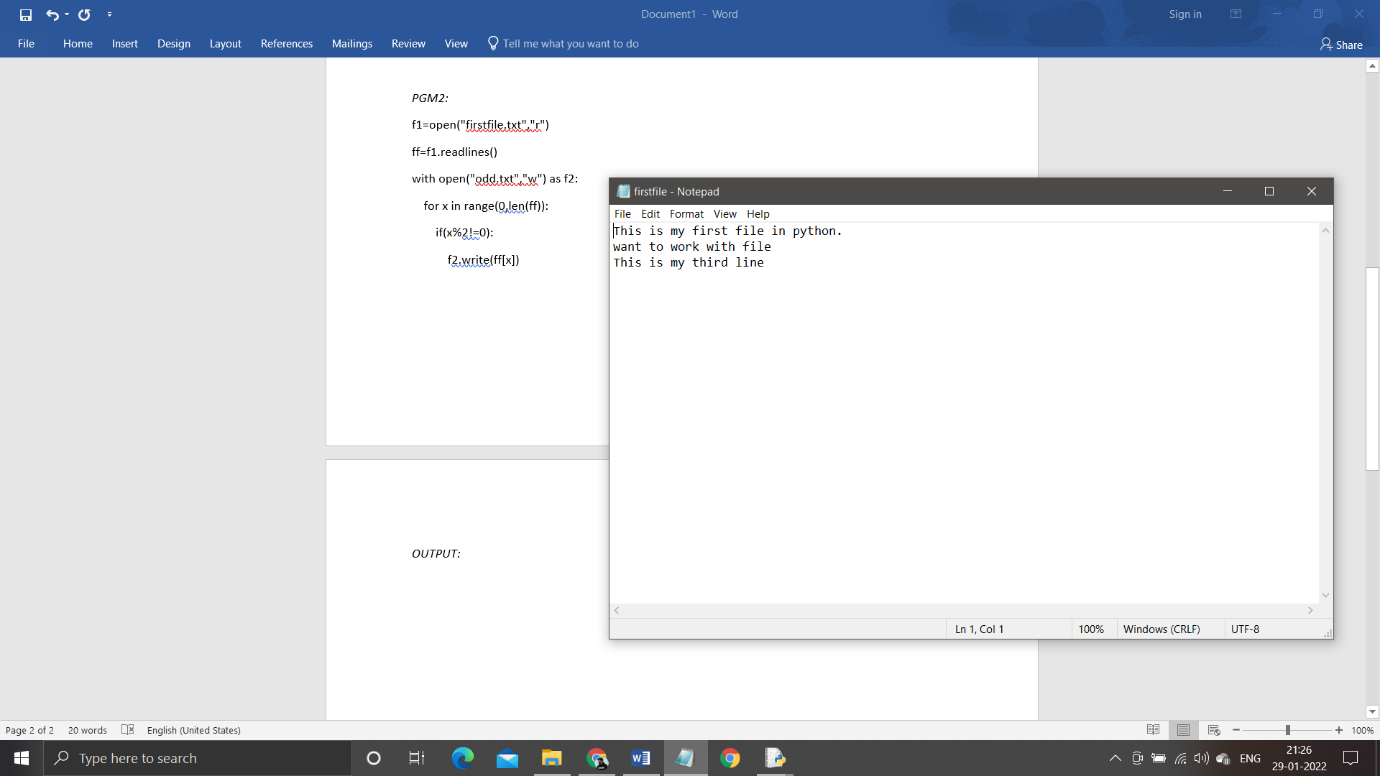 Document1 - Word
Sign in
File Home Insert Design Layout References Mailings Review View Tell me what you want to do
Share
PGM2:
f1=open("firstfile.txt","r")
ff=f1.readlines()
with open("odd.txt","w") as f2:
for x in range(0,len(ff)):
if(x%2!=0):
f2.write(ff[x])
OUTPUT:
firstfile - Notepad
File Edit Format View Help
This is my first file in python.
want to work with file
This is my third line
Ln 1, Col 1 100% Windows (CRLF) UTF-8
Page 2 of 2 20 words English (United States) 100%
Type here to search
ENG
21:26
29-01-2022